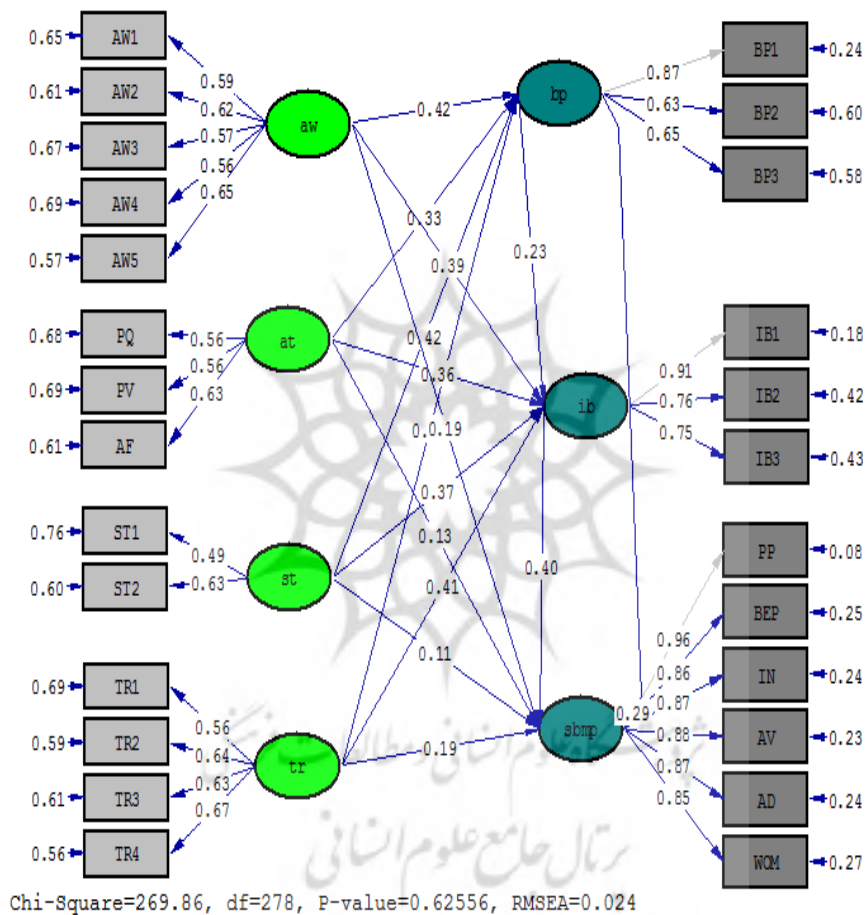 0.65 AW1
0.61 AW2
0.67 AW3
0.69 AW4
0.57 AW5
0.59
0.62
0.57
0.56
0.65
aw
0.68 PQ
0.69 PV
0.61 AF
0.56
0.56
0.63
at
0.76 ST1
0.60 ST2
0.49
0.63
st
0.69 TR1
0.59 TR2
0.61 TR3
0.56 TR4
0.56
0.64
0.63
0.67
tr
0.42
0.33
0.39
0.23
0.42
0.36
0.19
0.37
0.13
0.41
0.40
0.11
0.19
0.29
bp
0.87
0.63
0.65
BP1 0.24
BP2 0.60
BP3 0.58
ib
0.91
0.76
0.75
IB1 0.18
IB2 0.42
IB3 0.43
sbmp
0.96
0.86
0.87
0.88
0.87
0.85
PP 0.08
BEP 0.25
IN 0.24
AV 0.23
AD 0.24
WOM 0.27
پژوهشگاه علوم انسانی و مطالعات فرهنگی
پرتال جامع علوم انسانی
Chi-Square=269.86, df=278, P-value=0.62556, RMSEA=0.024